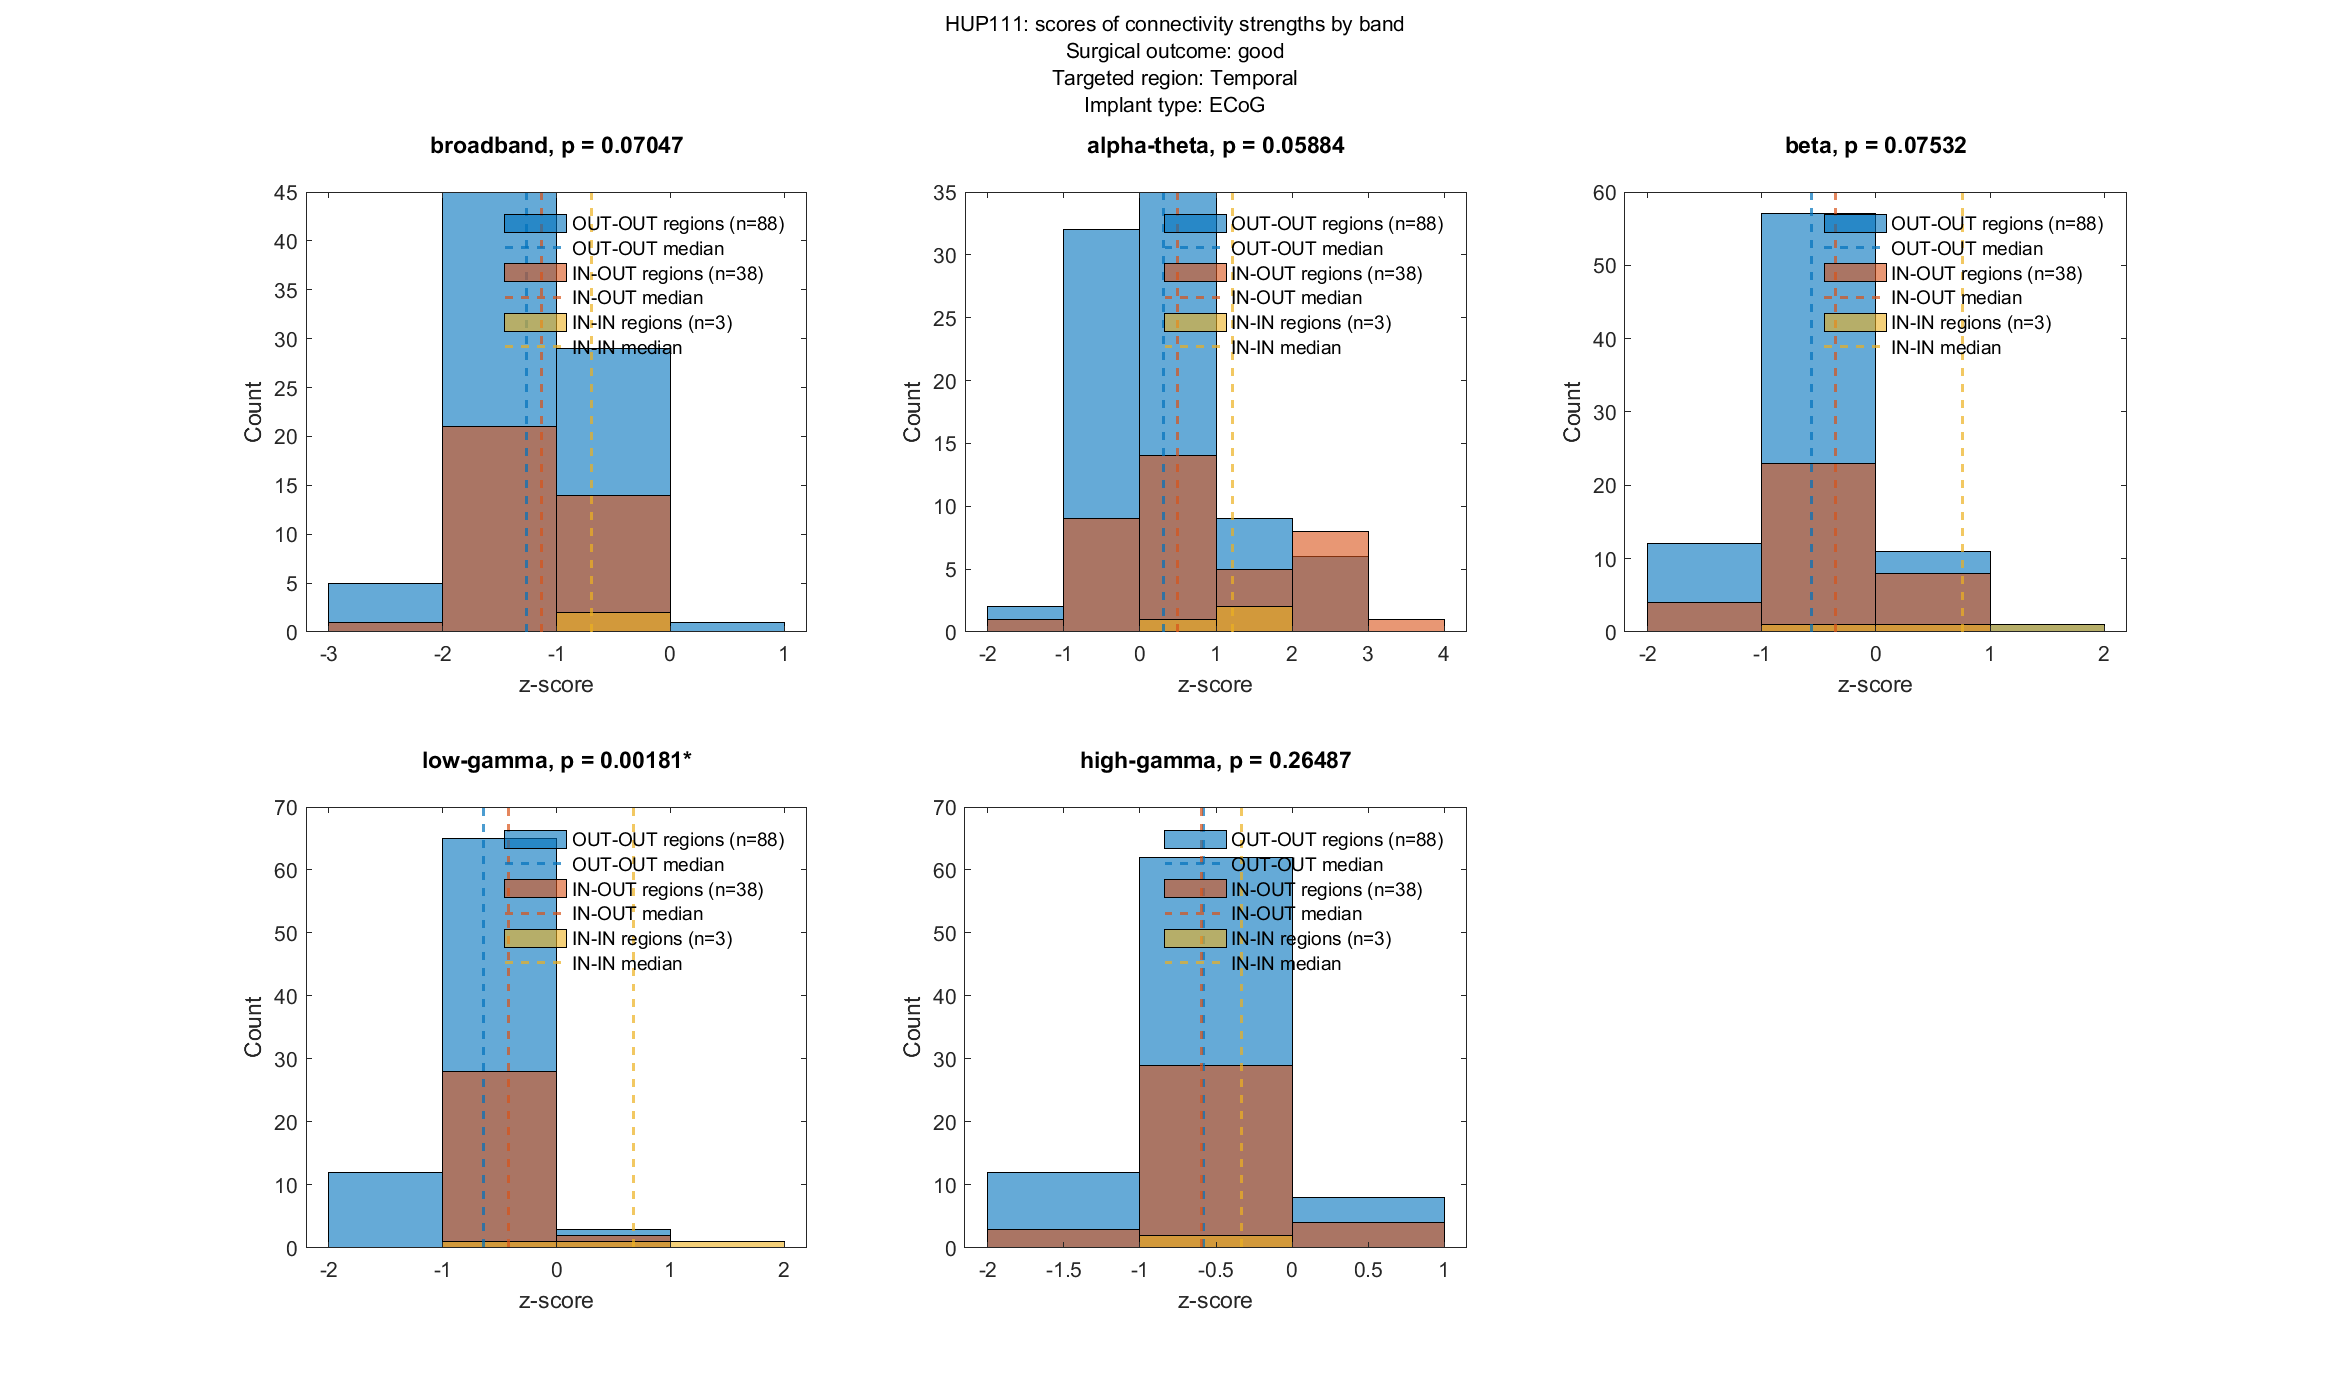 HUP111: scores of connectivity strengths by band
Surgical outcome: good
Targeted region: Temporal
Implant type: ECoG
broadband, p = 0.07047
45
40
35
30
25
20
15
10
5
0
Count
-3 -2 -1 0 1
z-score
OUT-OUT regions (n=88)
OUT-OUT median
IN-OUT regions (n=38)
IN-OUT median
IN-IN regions (n=3)
IN-IN median
alpha-theta, p = 0.05884
35
30
25
20
15
10
5
0
Count
-2 -1 0 1 2 3 4
z-score
OUT-OUT regions (n=88)
OUT-OUT median
IN-OUT regions (n=38)
IN-OUT median
IN-IN regions (n=3)
IN-IN median
beta, p = 0.07532
60
50
40
30
20
10
0
Count
-2 -1 0 1 2
z-score
OUT-OUT regions (n=88)
OUT-OUT median
IN-OUT regions (n=38)
IN-OUT median
IN-IN regions (n=3)
IN-IN median
low-gamma, p = 0.00181*
70
60
50
40
30
20
10
0
Count
-2 -1 0 1 2
z-score
OUT-OUT regions (n=88)
OUT-OUT median
IN-OUT regions (n=38)
IN-OUT median
IN-IN regions (n=3)
IN-IN median
high-gamma, p = 0.26487
70
60
50
40
30
20
10
0
Count
-2 -1.5 -1 -0.5 0 0.5 1
z-score
OUT-OUT regions (n=88)
OUT-OUT median
IN-OUT regions (n=38)
IN-OUT median
IN-IN regions (n=3)
IN-IN median